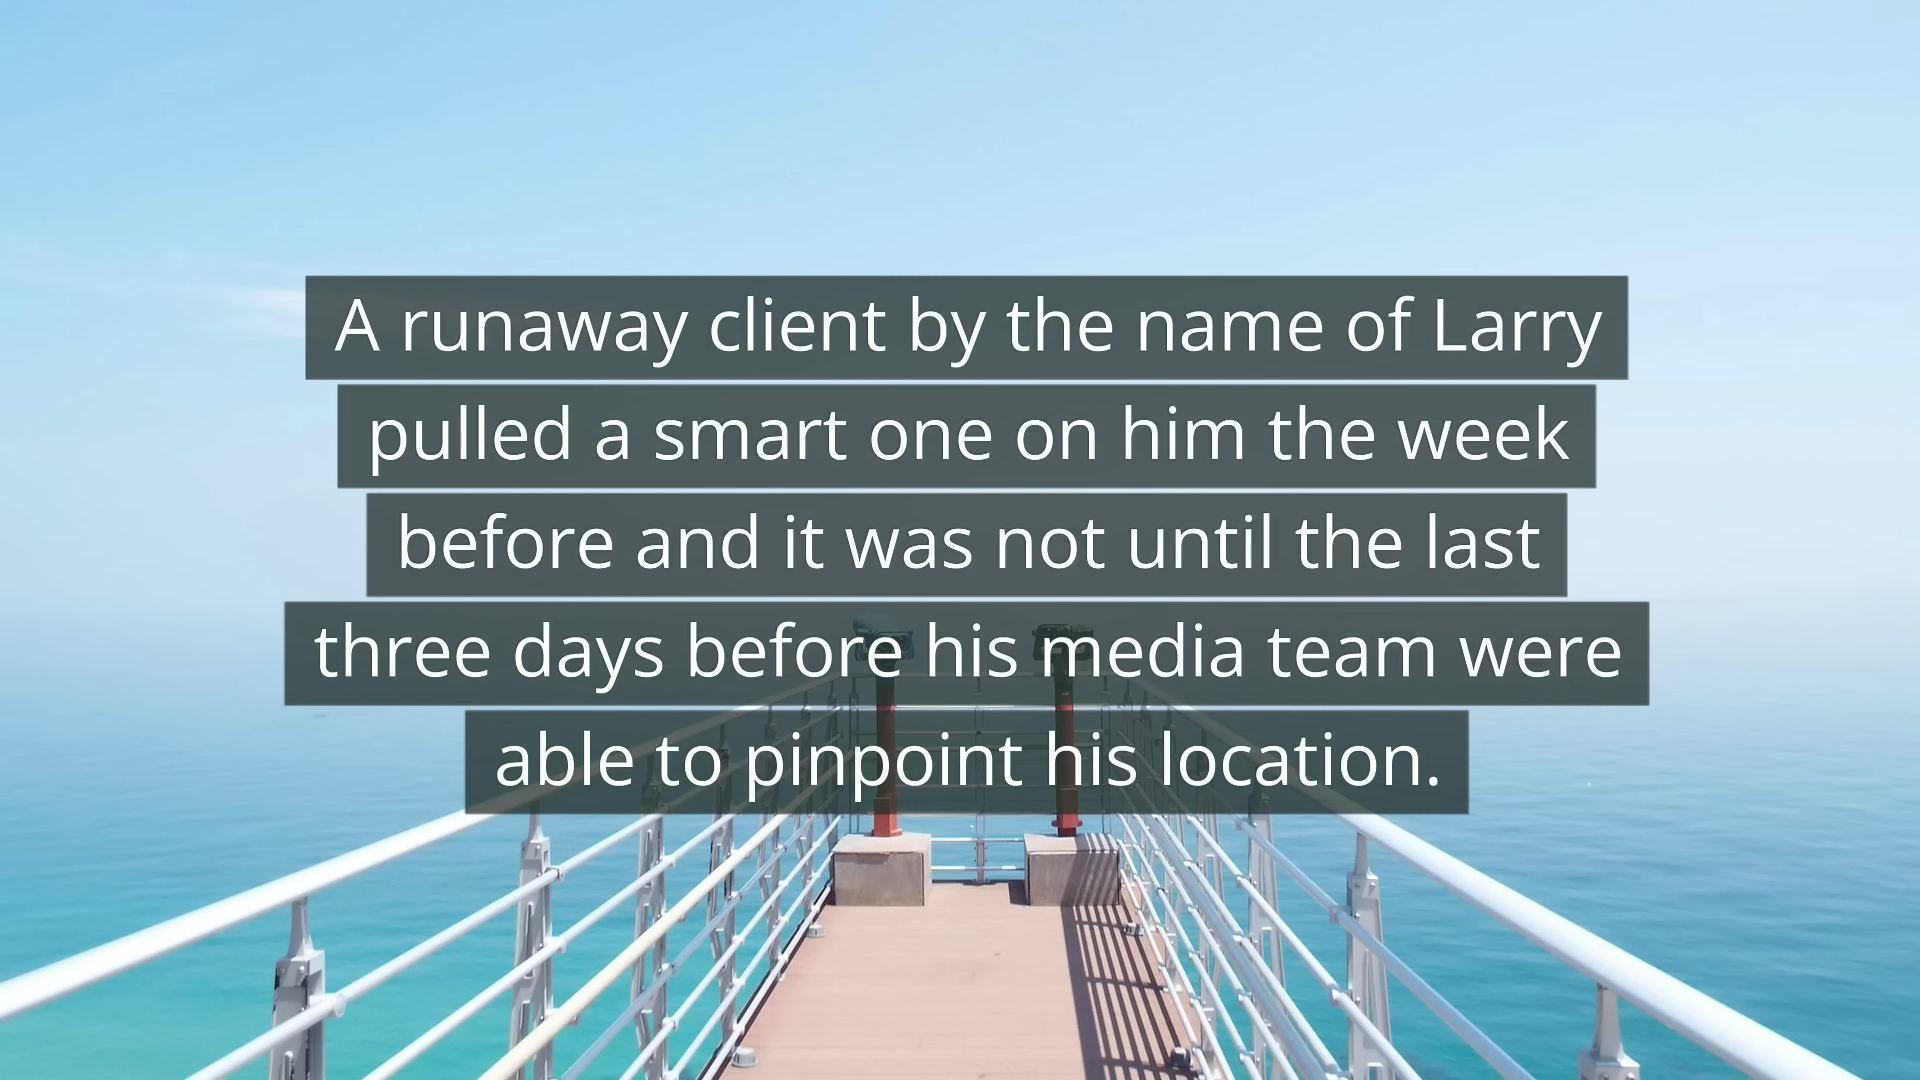 A runaway client by the name of Larry
pulled a smart one on him the week
before and it was not until the last
three days before his media team were
able to pinpoint his location.